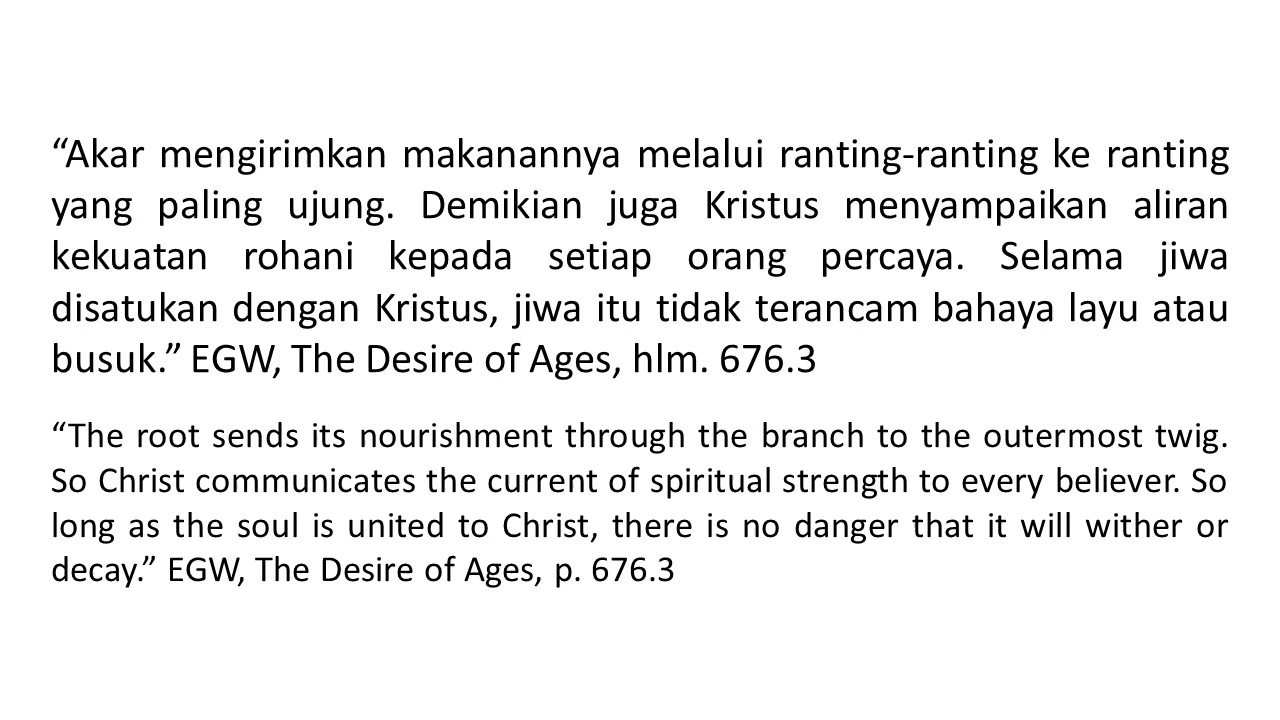 “Akar mengirimkan makanannya melalui ranting-ranting ke ranting
yang paling ujung. Demikian juga Kristus menyampaikan aliran
kekuatan rohani kepada setiap orang percaya. Selama jiwa
disatukan dengan Kristus, jiwa itu tidak terancam bahaya layu atau
busuk.” EGW, The Desire of Ages, hlm. 676.3
“The root sends its nourishment through the branch to the outermost twig.
So Christ communicates the current of spiritual strength to every believer. So
long as the soul is united to Christ, there is no danger that it will wither or
decay.” EGW, The Desire of Ages, p. 676.3